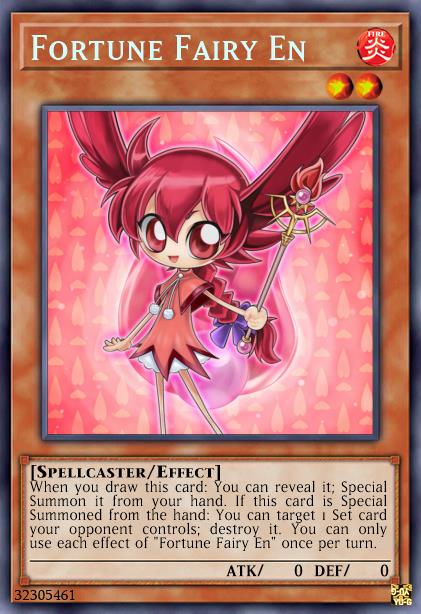 Fortune Fairy En
FIRE
炎
[Spellcaster/Effect]
When you draw this card: You can reveal it; Special
Summon it from your hand. If this card is Special
Summoned from the hand: You can target 1 Set card
your opponent controls; destroy it. You can only
use each effect of "Fortune Fairy En" once per turn.
ATK/ 0 DEF/ 0
32305461